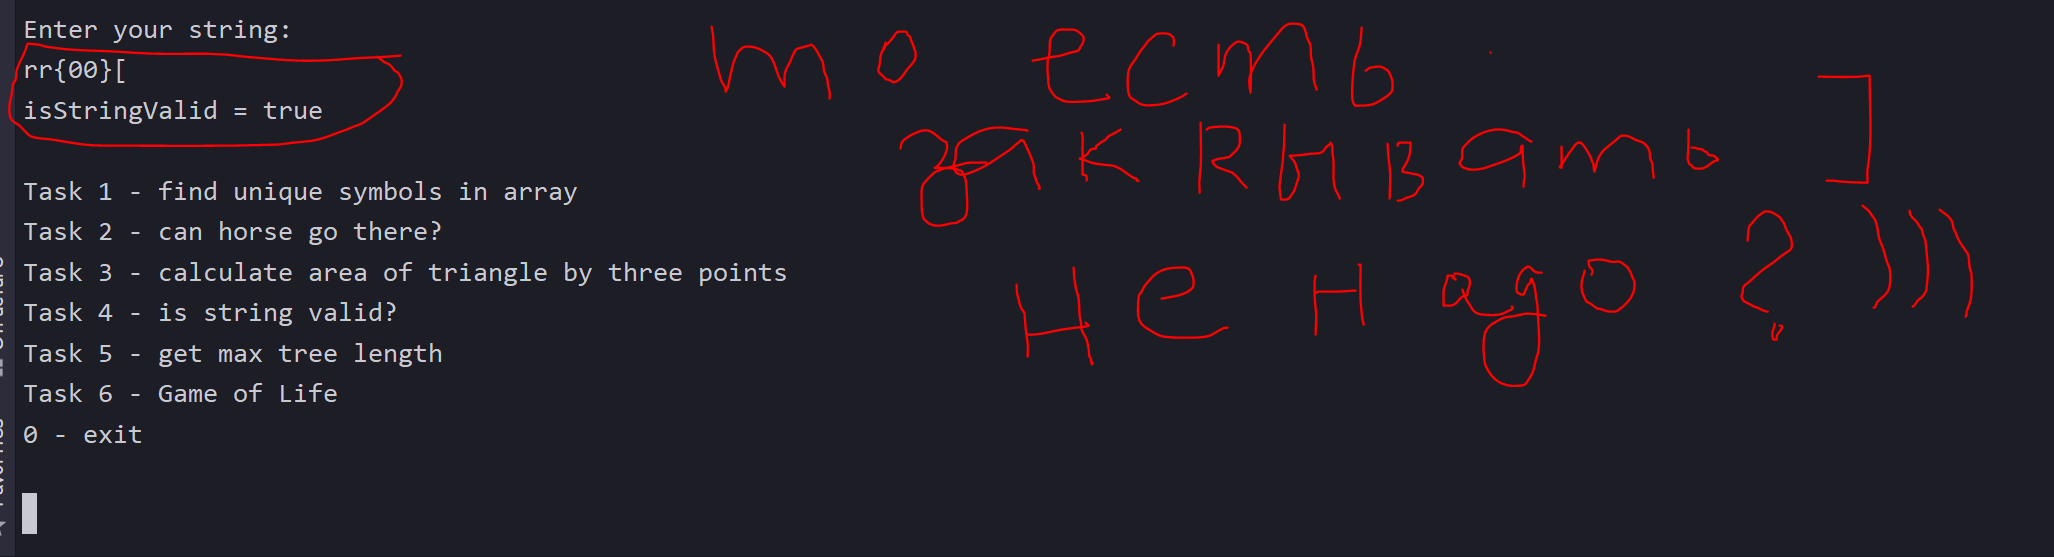 Enter your string:
rr{00}[
isStringValid = true
Task 1 - find unique symbols in array
Task 2 - can horse go there?
Task 3 - calculate area of triangle by three points
Task 4 - is string valid?
Task 5 - get max tree length
Task 6 - Game of Life
0 - exit
то есть
закрывать ]
не надо ? )))